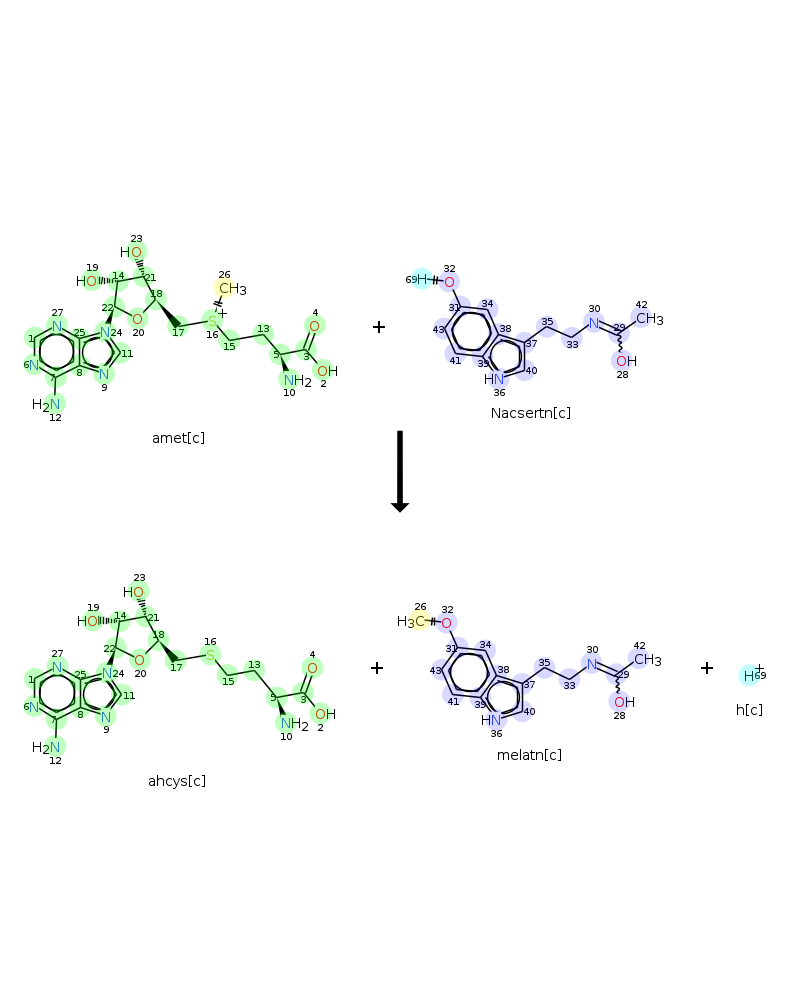 23
HO
19 14 21 26 32 69H O
HO 18 CH3 4 O 31 34 30 42 CH3
27 22 O + 13 + 43 38 35 N 29
1 N 25 N 24 20 17 S 16 15 5 3 41 39 37 33
6 N 7 8 11 OH HN 40 OH
N 9 NH2 2 36 28
H2N 10
12
amet[c] Nacsertn[c]
23
HO
19 14 21 26 32
HO 18 16 4 H3C O 31 34 30 42 CH3
27 22 O S 13 O + 43 38 35 N 29 + + H 69
1 N 25 N 24 20 17 15 5 3 41 39 37 33
6 N 7 8 11 OH HN 40 OH
N 9 NH2 2 36 28
H2N 10
12
h[c]
melatn[c]
ahcys[c]